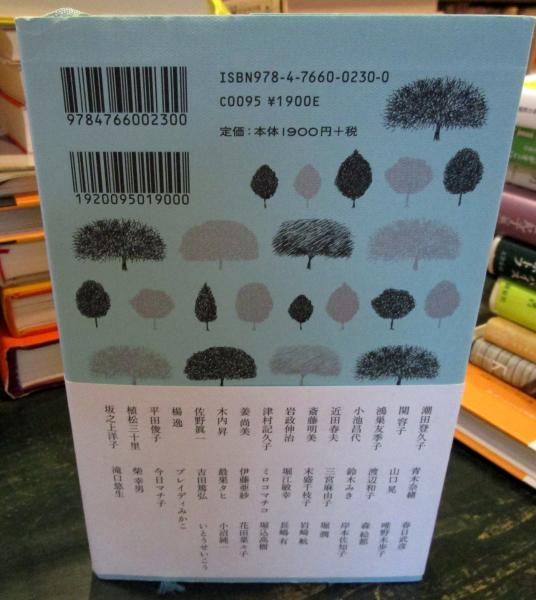 ISBN978-4-7660-0230-0
C0095 ¥1900E
定価：本体1900円+税
9784766002300
1920095019000
潮田登久子 青木奈緒 春日武彦
関容子 山口晃 唯野未歩子
鴻巣友季子 渡辺和子 森絵都
小池昌代 鈴木みき 岸本佐知子
近田春夫 三宮麻由子 堀潤
斎藤明美 末盛千枝子 岩崎航
岩政伸治 堀江敏幸 長嶋有
津村記久子 ミロコマチコ 堀込高樹
姜尚美 伊藤亜紗 花田菜々子
木内昇 最果タヒ 小沼純一
佐野眞一 吉田篤弘 いとうせいこう
楊逸 ブレイディみかこ
平田俊子 今日マチ子
植松三十里 柴幸男
坂之上洋子 滝口悠生